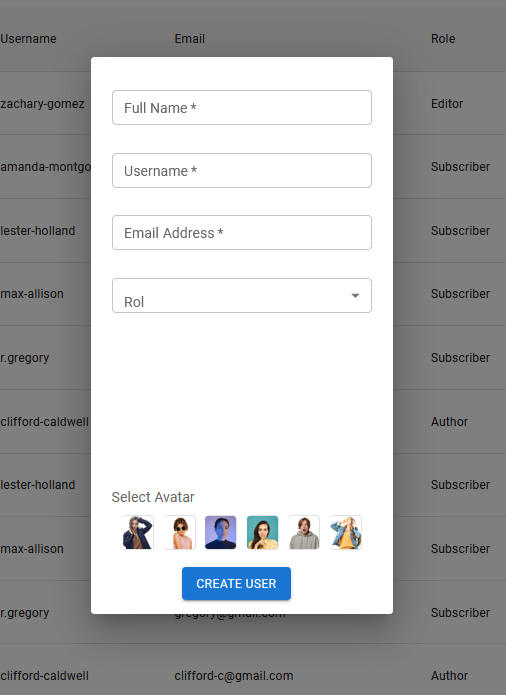 Username Email Role
zachary-gomez Editor
amanda-montgo Subscriber
lester-holland Subscriber
max-allison Subscriber
r.gregory Subscriber
clifford-caldwell Author
lester-holland Subscriber
max-allison Subscriber
r.gregory gregory@gmail.com Subscriber
clifford-caldwell clifford-c@gmail.com Author
Full Name *
Username *
Email Address *
Rol
Select Avatar
CREATE USER